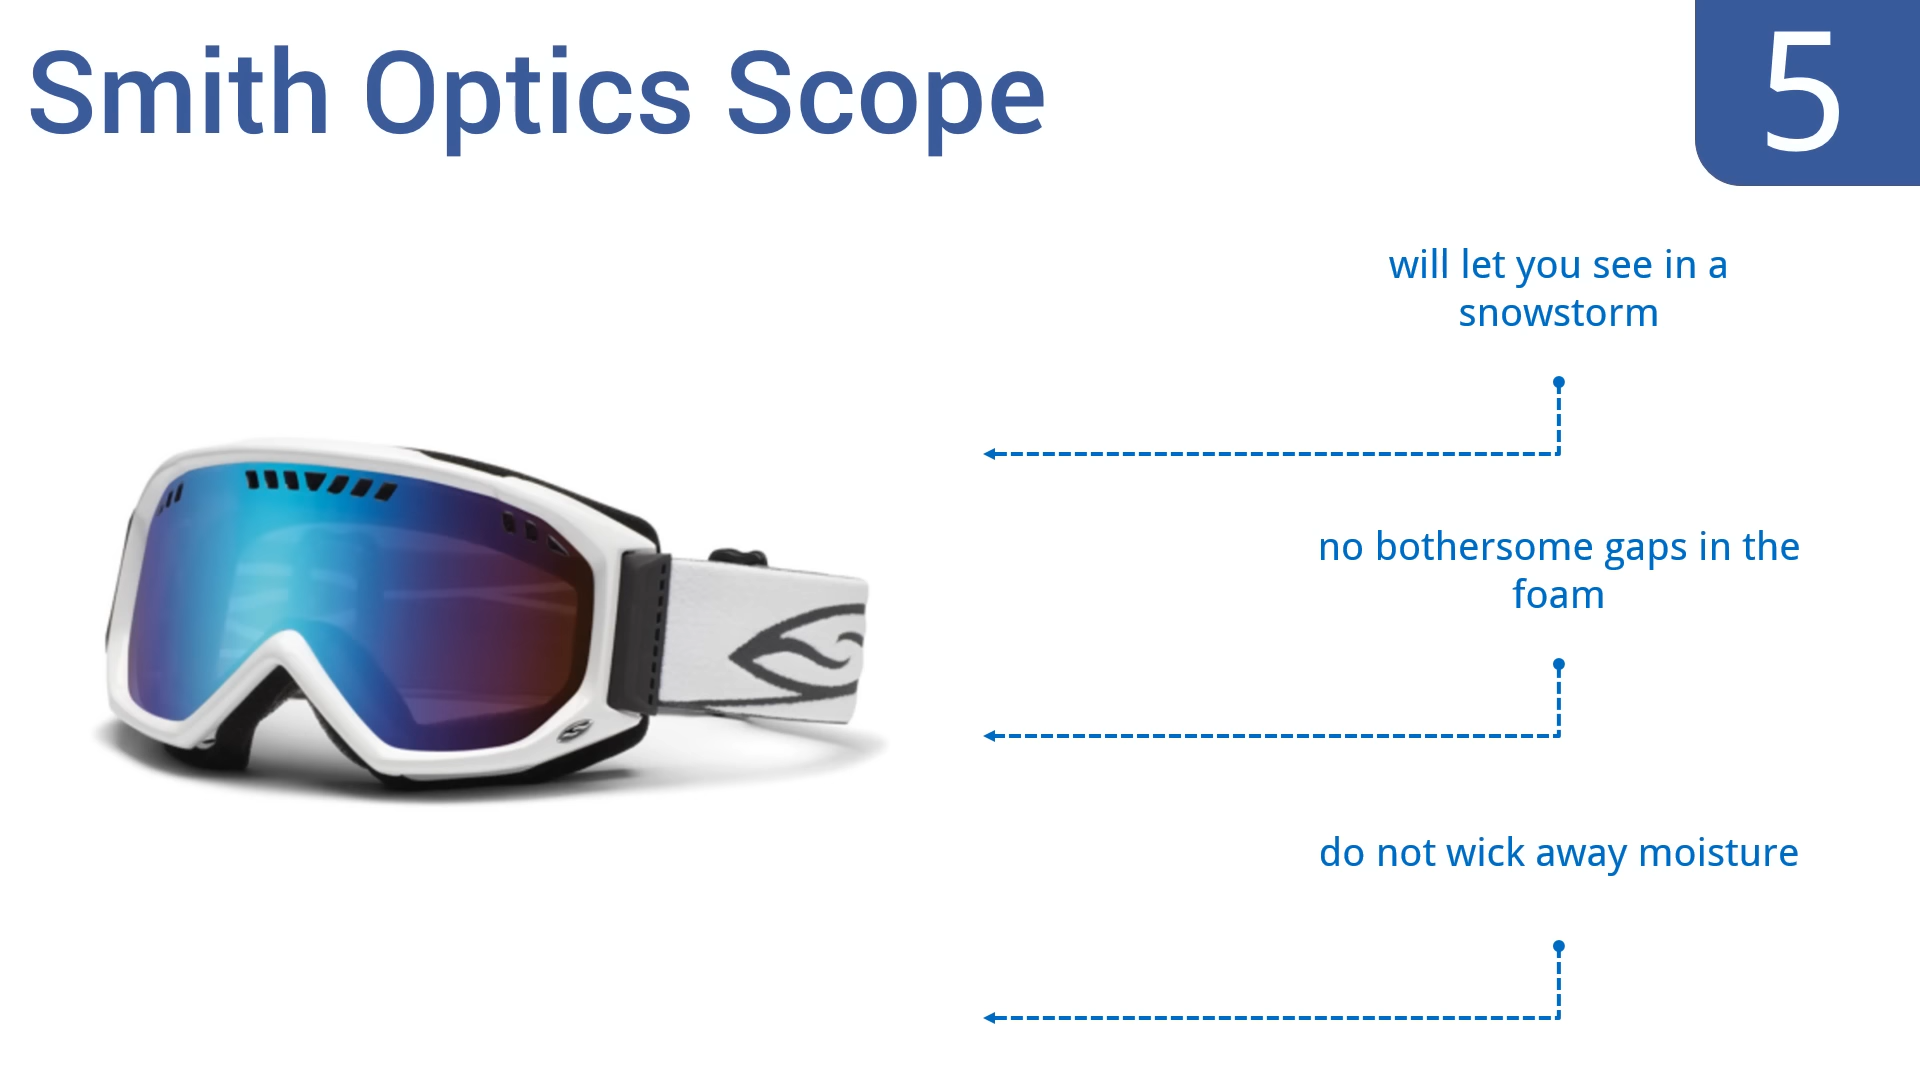 Smith Optics Scope
5
will let you see in a
snowstorm
no bothersome gaps in the
foam
do not wick away moisture